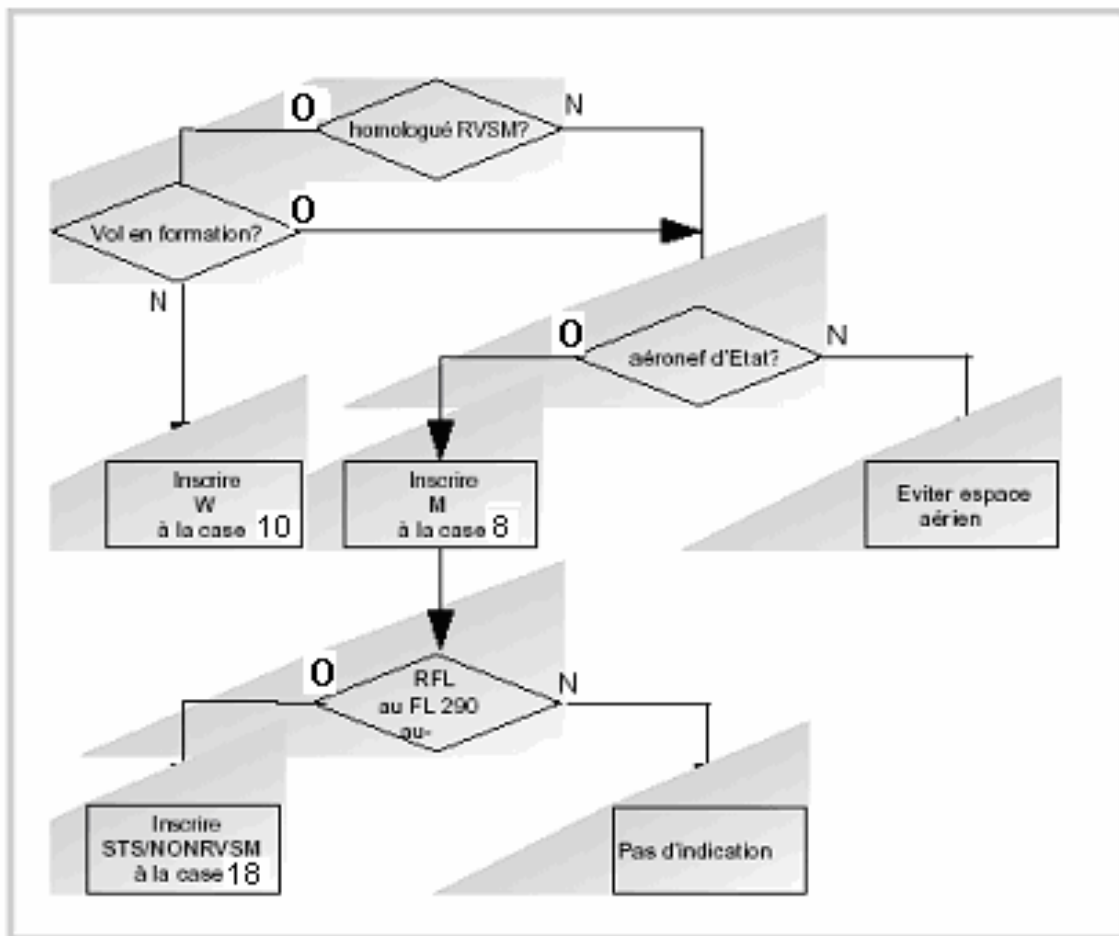 O
homologué RVSM?
N
Vol en formation?
O
N
O
aéronef d'Etat?
N
Inscrire
W
à la case 10
Inscrire
M
à la case 8
Eviter espace
aérien
O
RFL
au FL 290
au-
N
Inscrire
STS/NONRVSM
à la case 18
Pas d'indication